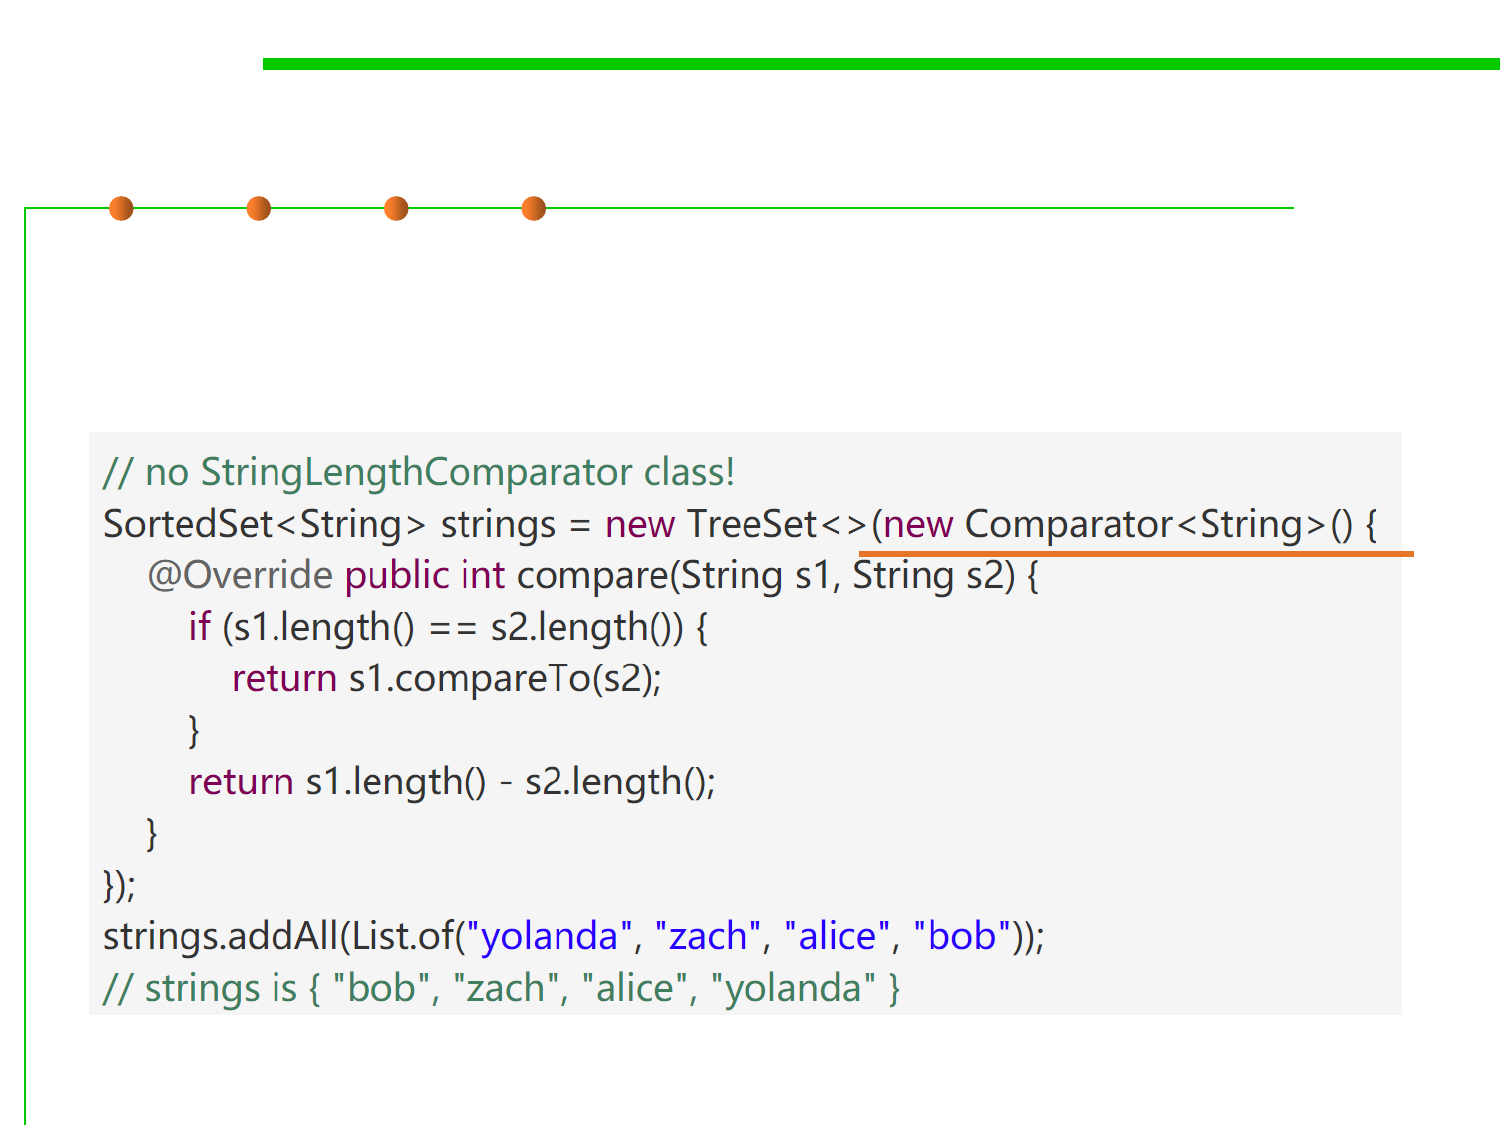 // no StringLengthComparator class!
SortedSet<String> strings = new TreeSet<>(new Comparator<String>() {
    @Override public int compare(String s1, String s2) {
        if (s1.length() == s2.length()) {
            return s1.compareTo(s2);
        }
        return s1.length() - s2.length();
    }
});
strings.addAll(List.of("yolanda", "zach", "alice", "bob"));
// strings is { "bob", "zach", "alice", "yolanda" }